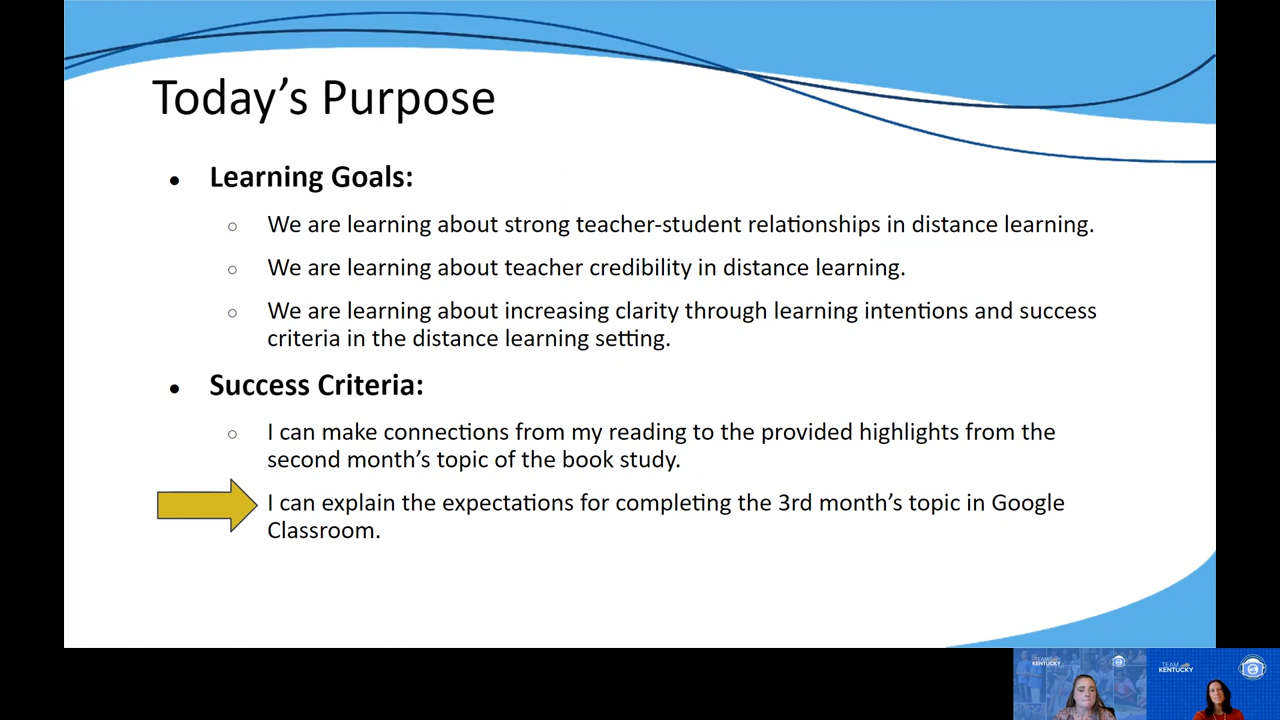 Today's Purpose
● Learning Goals:
○ We are learning about strong teacher-student relationships in distance learning.
○ We are learning about teacher credibility in distance learning.
○ We are learning about increasing clarity through learning intentions and success
criteria in the distance learning setting.
● Success Criteria:
○ I can make connections from my reading to the provided highlights from the
second month's topic of the book study.
I can explain the expectations for completing the 3rd month's topic in Google
Classroom.
TEAM
KENTUCKY